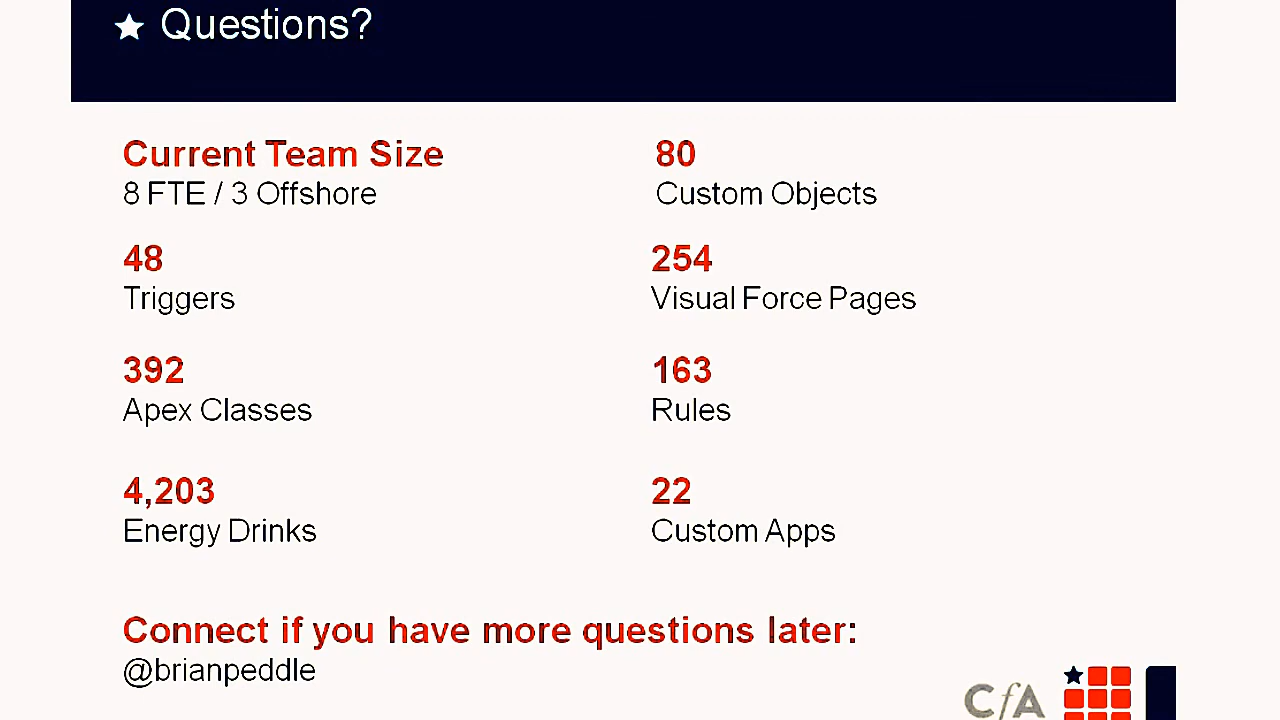 Questions?
Current Team Size
8 FTE / 3 Offshore
80
Custom Objects
48
Triggers
254
Visual Force Pages
392
Apex Classes
163
Rules
4,203
Energy Drinks
22
Custom Apps
Connect if you have more questions later:
@brianpeddle
CfA